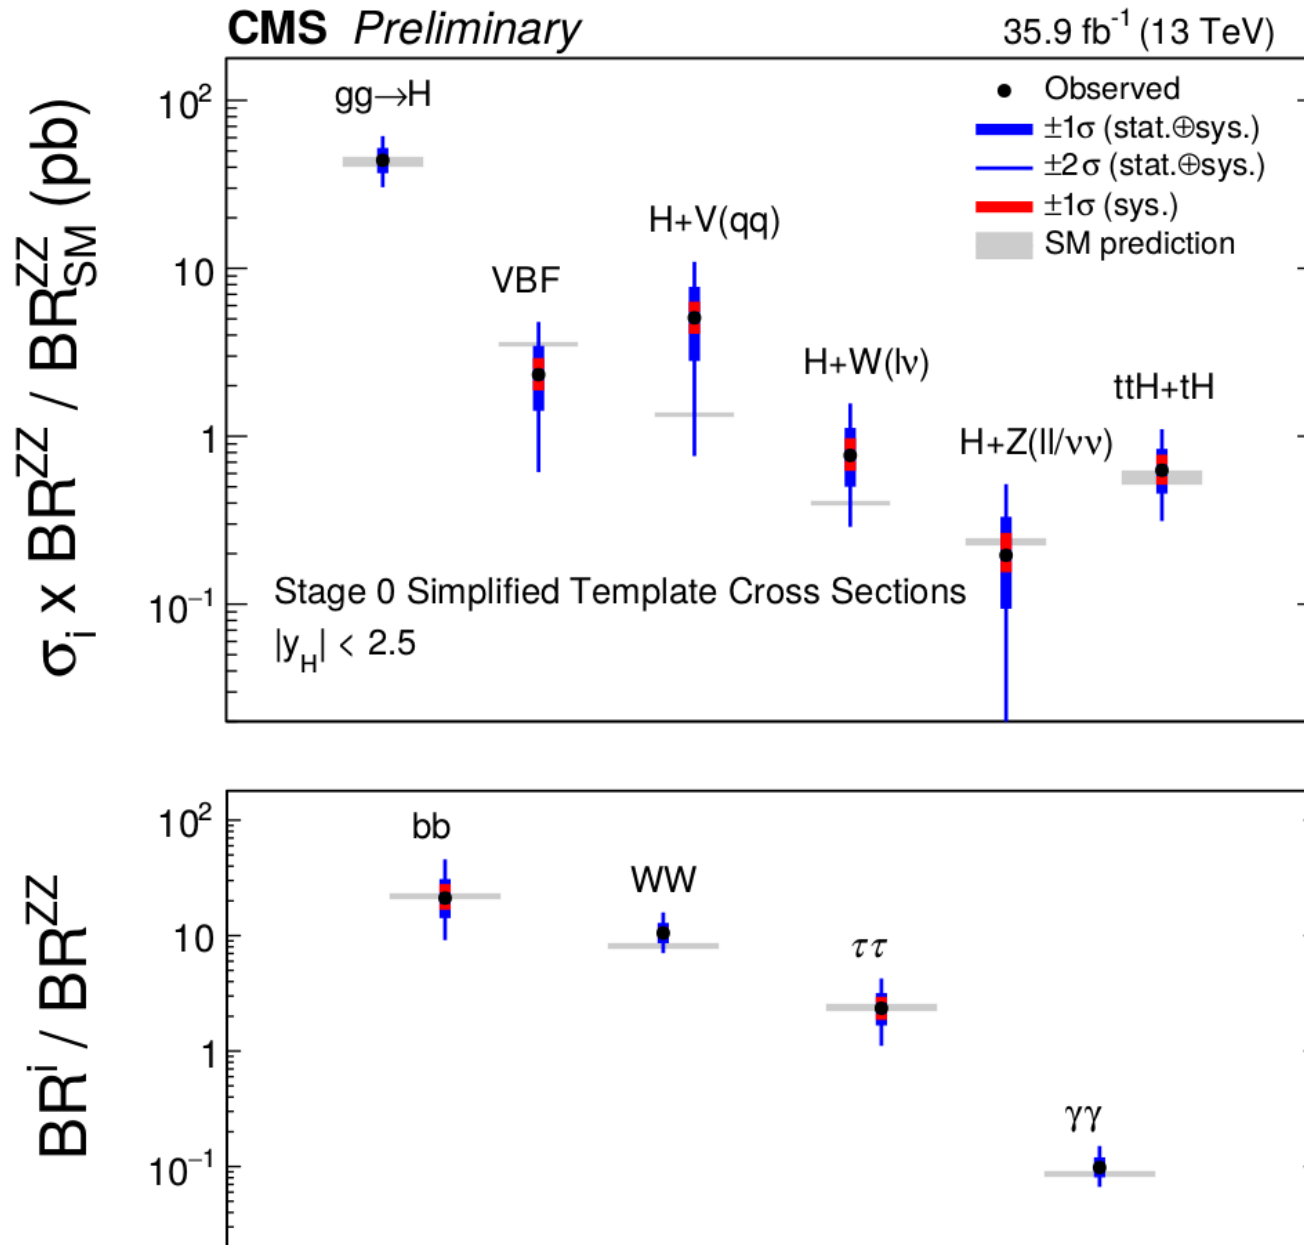 CMS Preliminary 35.9 fb⁻¹ (13 TeV)
σᵢ x BR^ZZ / BR^ZZ_SM (pb)
10²
10
1
10⁻¹
gg→H
VBF
H+V(qq)
H+W(lν)
H+Z(ll/νν)
ttH+tH
Observed
±1σ (stat.⊕sys.)
±2σ (stat.⊕sys.)
±1σ (sys.)
SM prediction
Stage 0 Simplified Template Cross Sections
|y_H| < 2.5
BR^i / BR^ZZ
10²
10
1
10⁻¹
bb
WW
ττ
γγ